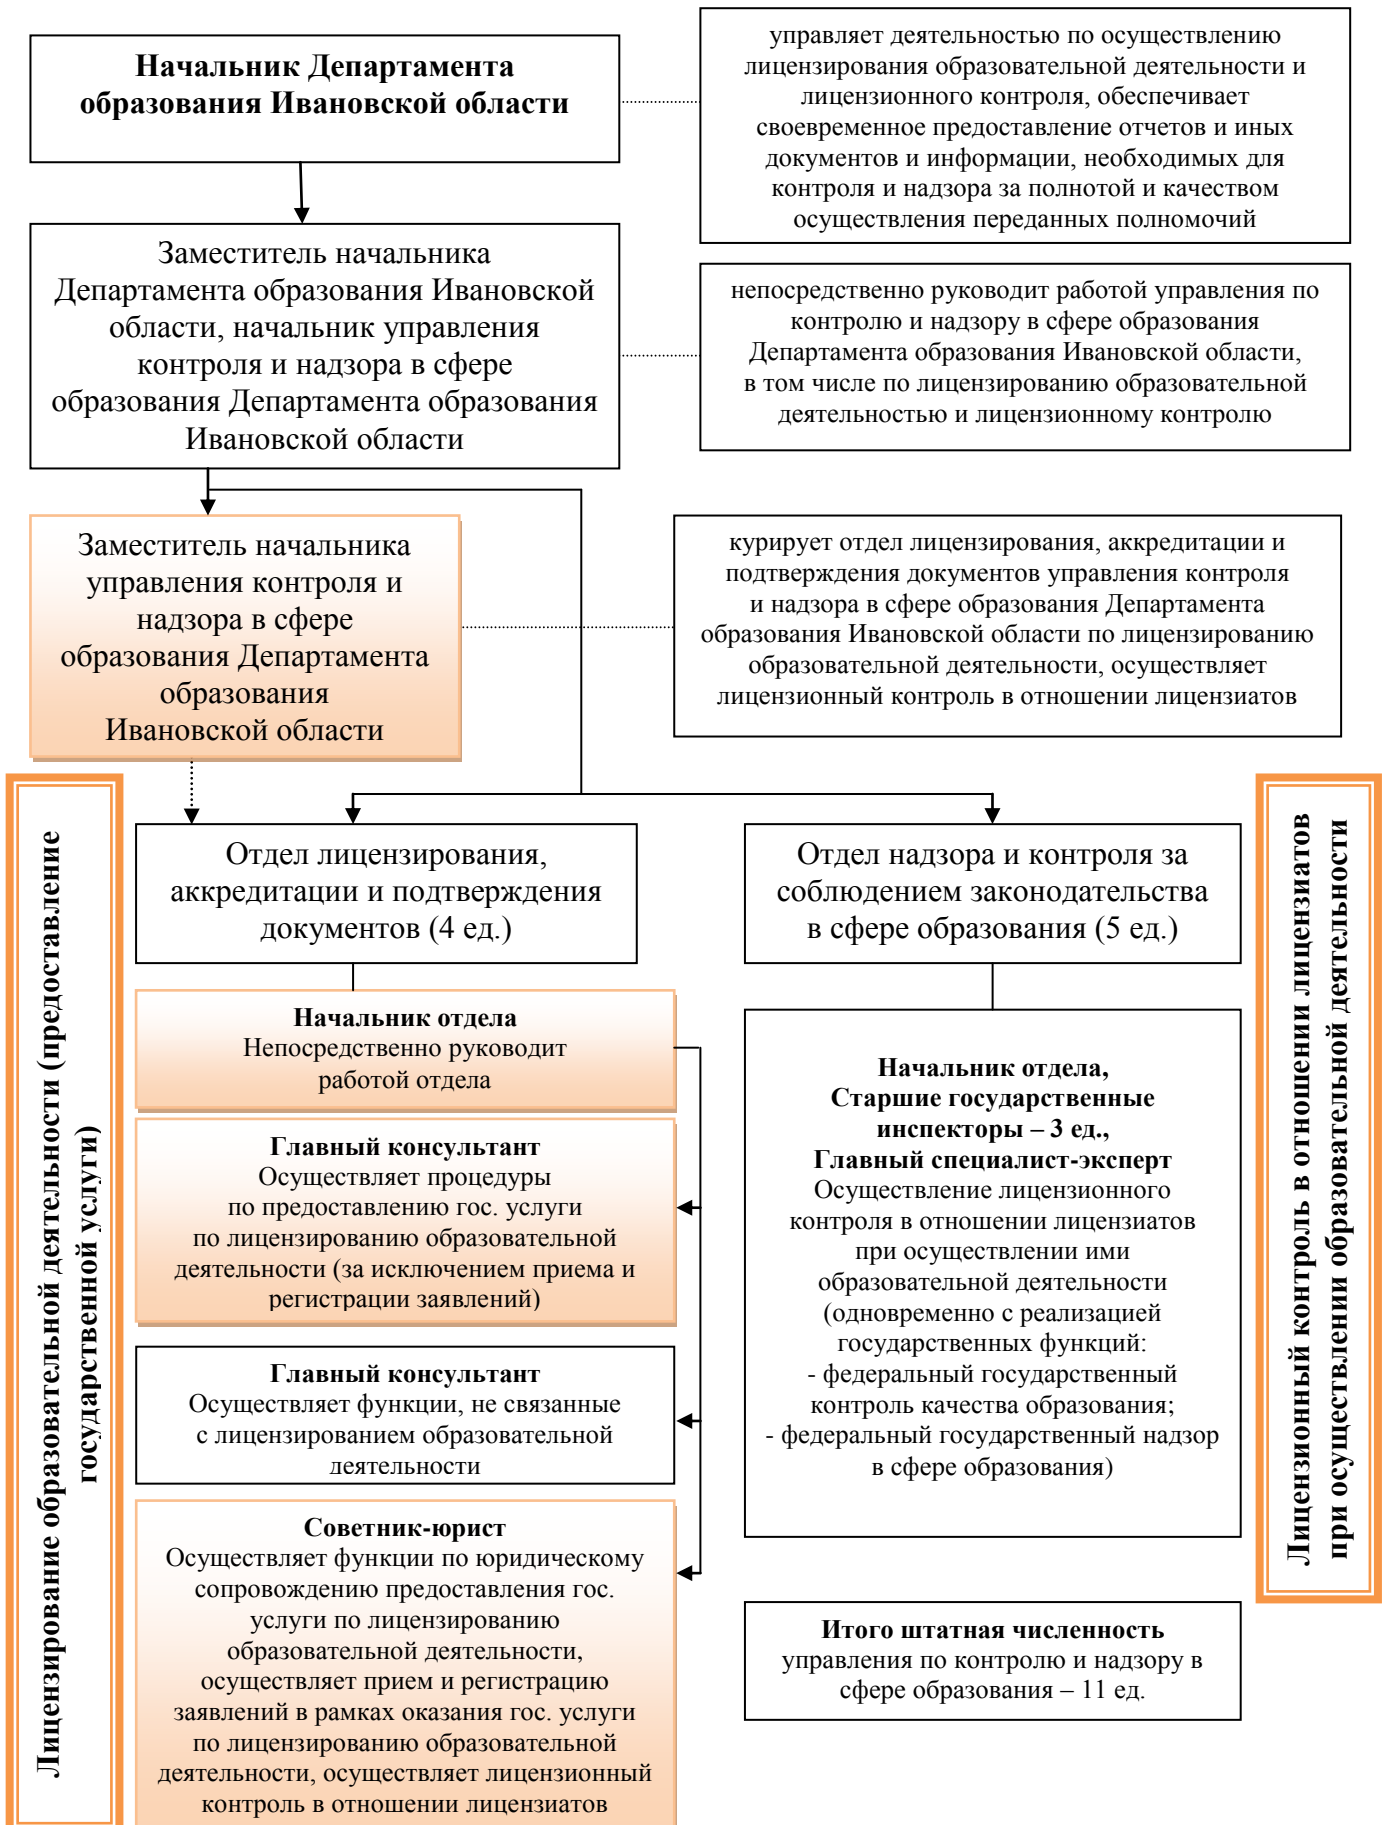 Начальник Департамента
образования Ивановской области
управляет деятельностью по осуществлению
лицензирования образовательной деятельности и
лицензионного контроля, обеспечивает
своевременное предоставление отчетов и иных
документов и информации, необходимых для
контроля и надзора за полнотой и качеством
осуществления переданных полномочий
Заместитель начальника
Департамента образования Ивановской
области, начальник управления
контроля и надзора в сфере
образования Департамента образования
Ивановской области
непосредственно руководит работой управления по
контролю и надзору в сфере образования
Департамента образования Ивановской области,
в том числе по лицензированию образовательной
деятельностью и лицензионному контролю
Заместитель начальника
управления контроля и
надзора в сфере
образования Департамента
образования
Ивановской области
курирует отдел лицензирования, аккредитации и
подтверждения документов управления контроля
и надзора в сфере образования Департамента
образования Ивановской области по лицензированию
образовательной деятельности, осуществляет
лицензионный контроль в отношении лицензиатов
Лицензирование образовательной деятельности (предоставление
государственной услуги)
Отдел лицензирования,
аккредитации и подтверждения
документов (4 ед.)
Начальник отдела
Непосредственно руководит
работой отдела
Главный консультант
Осуществляет процедуры
по предоставлению гос. услуги
по лицензированию образовательной
деятельности (за исключением приема и
регистрации заявлений)
Главный консультант
Осуществляет функции, не связанные
с лицензированием образовательной
деятельности
Советник-юрист
Осуществляет функции по юридическому
сопровождению предоставления гос.
услуги по лицензированию
образовательной деятельности,
осуществляет прием и регистрацию
заявлений в рамках оказания гос. услуги
по лицензированию образовательной
деятельности, осуществляет лицензионный
контроль в отношении лицензиатов
Отдел надзора и контроля за
соблюдением законодательства
в сфере образования (5 ед.)
Начальник отдела,
Старшие государственные
инспекторы – 3 ед.,
Главный специалист-эксперт
Осуществление лицензионного
контроля в отношении лицензиатов
при осуществлении ими
образовательной деятельности
(одновременно с реализацией
государственных функций:
- федеральный государственный
контроль качества образования;
- федеральный государственный надзор
в сфере образования)
Итого штатная численность
управления по контролю и надзору в
сфере образования – 11 ед.
Лицензионный контроль в отношении лицензиатов
при осуществлении образовательной деятельности